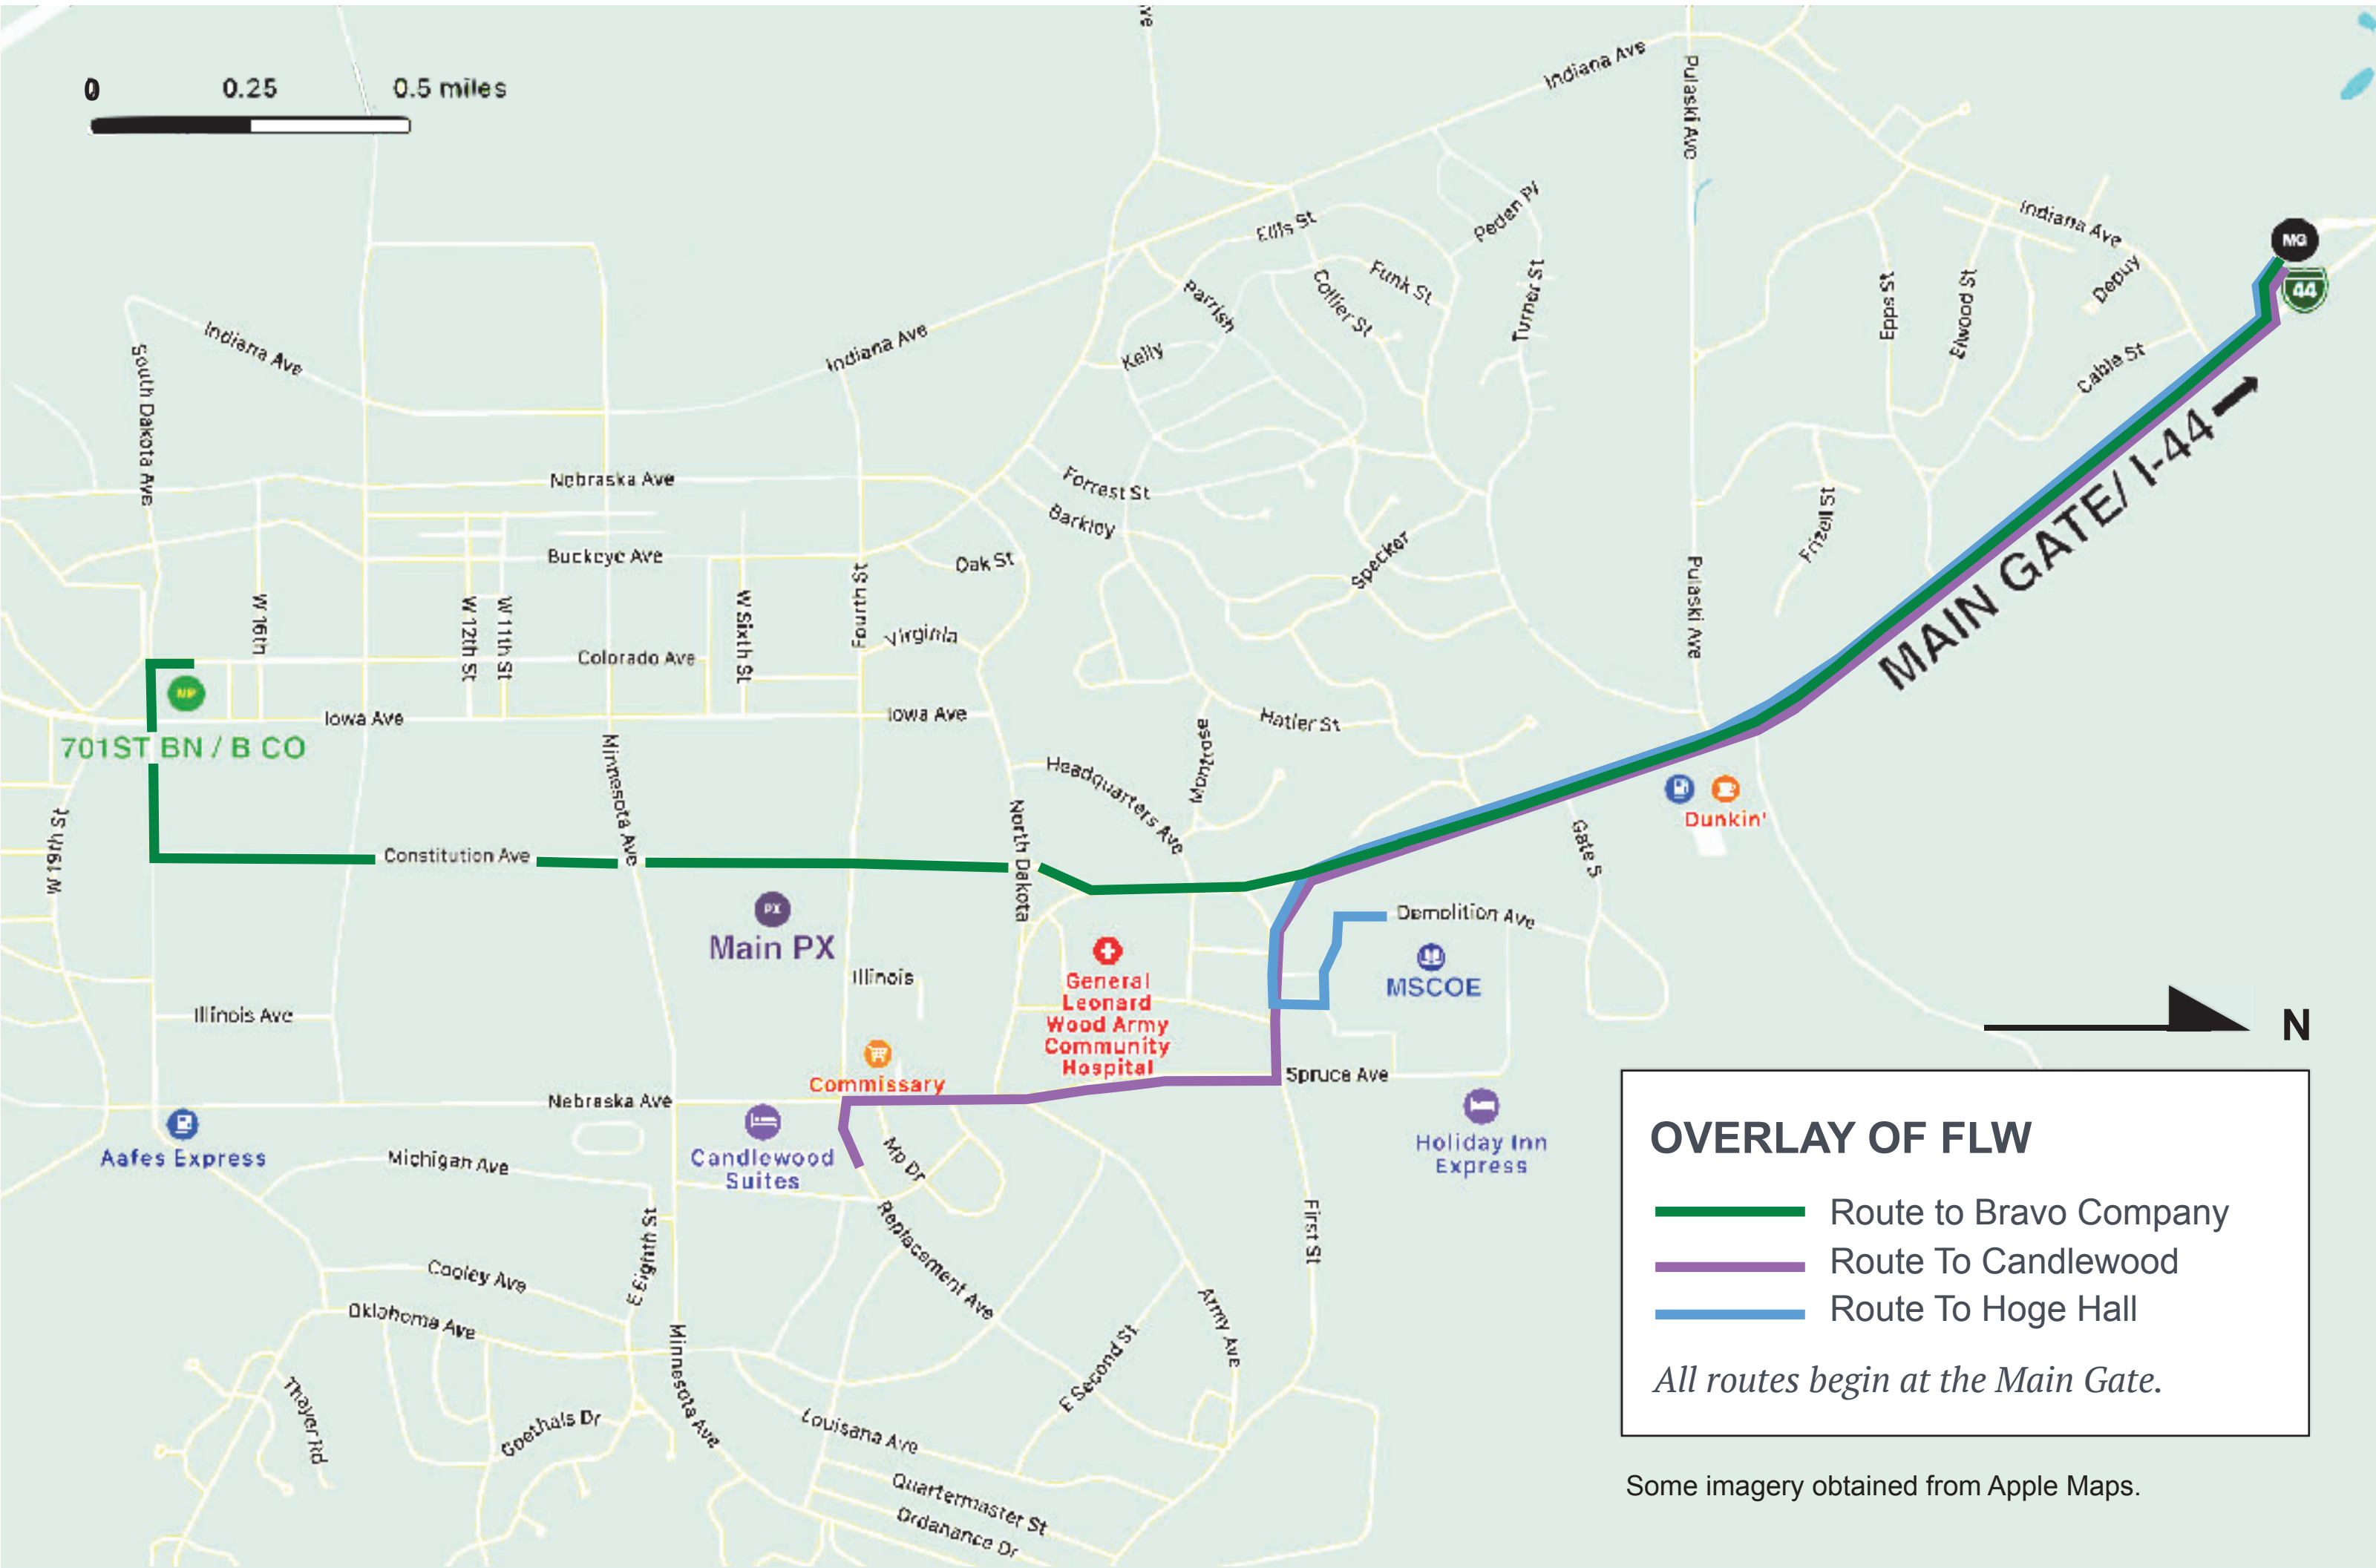 ve
Indiana Ave
Pulaski Ave
0 0.25 0.5 miles
Peden Pl
Indiana Ave
MG
44
Ellis St
Funk St
Collier St
Parrish
Turner St
Epps St
Elwood St
Depuy
Indiana Ave
South Dakota Ave
Indiana Ave
Kelly
Cable St
MAIN GATE/ I-44
Nebraska Ave
Forrest St
Barkley
Frizell St
Buckeye Ave
Oak St
Specker
Fourth St
Pulaski Ave
W 16th
W 12th St
W 11th St
W Sixth St
Virginia
Colorado Ave
MP
Iowa Ave
Iowa Ave
Hatler St
Montrose
701ST BN / B CO
Minnesota Ave
Headquarters Ave
Dunkin'
North Dakota
W 19th St
Constitution Ave
Gate S
PX
Main PX
Demolition Ave
Illinois
General
Leonard
Wood Army
Community
Hospital
MSCOE
Illinois Ave
N
Commissary
Spruce Ave
Nebraska Ave
Aafes Express
Candlewood
Suites
Holiday Inn
Express
Michigan Ave
Mp Dr
E Eighth St
Replacement Ave
First St
Cooley Ave
Oklahoma Ave
Army Ave
E Second St
Minnesota Ave
Thayer Rd
Goethals Dr
Louisana Ave
Quartermaster St
Ordanance Dr
OVERLAY OF FLW
Route to Bravo Company
Route To Candlewood
Route To Hoge Hall
All routes begin at the Main Gate.
Some imagery obtained from Apple Maps.